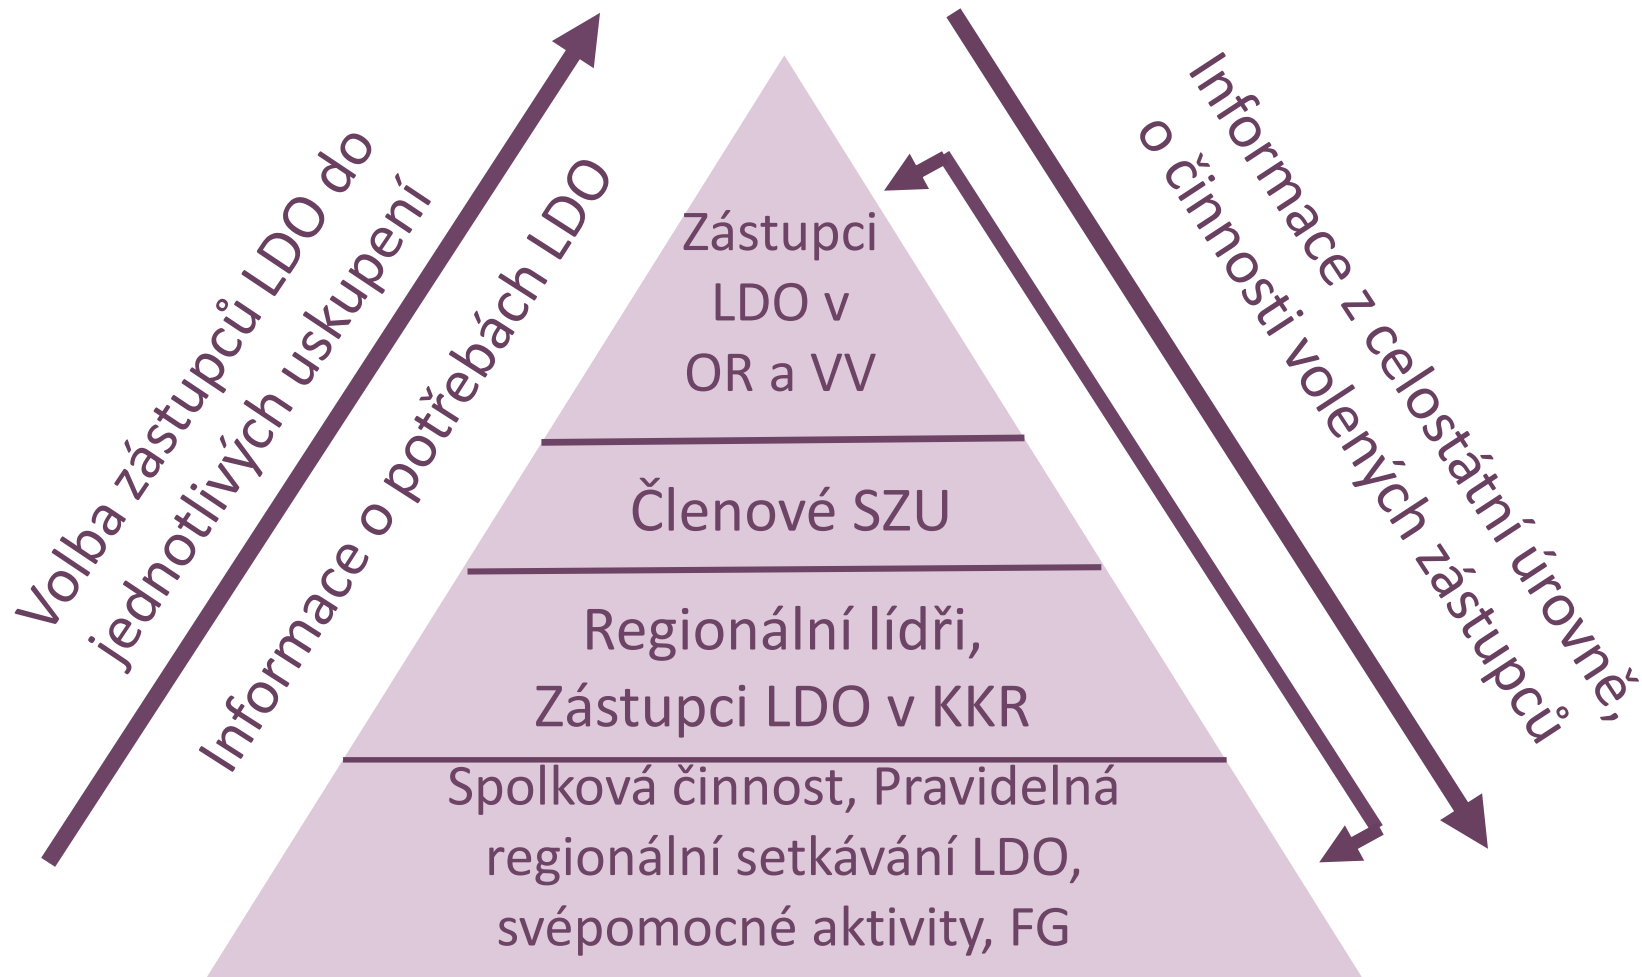 Volba zástupců LDO do
jednotlivých uskupení
Informace o potřebách LDO
Zástupci
LDO v
OR a VV
Členové SZU
Regionální lídři,
Zástupci LDO v KKR
Spolková činnost, Pravidelná
regionální setkávání LDO,
svépomocné aktivity, FG
Informace z celostátní úrovně,
o činnosti volených zástupců